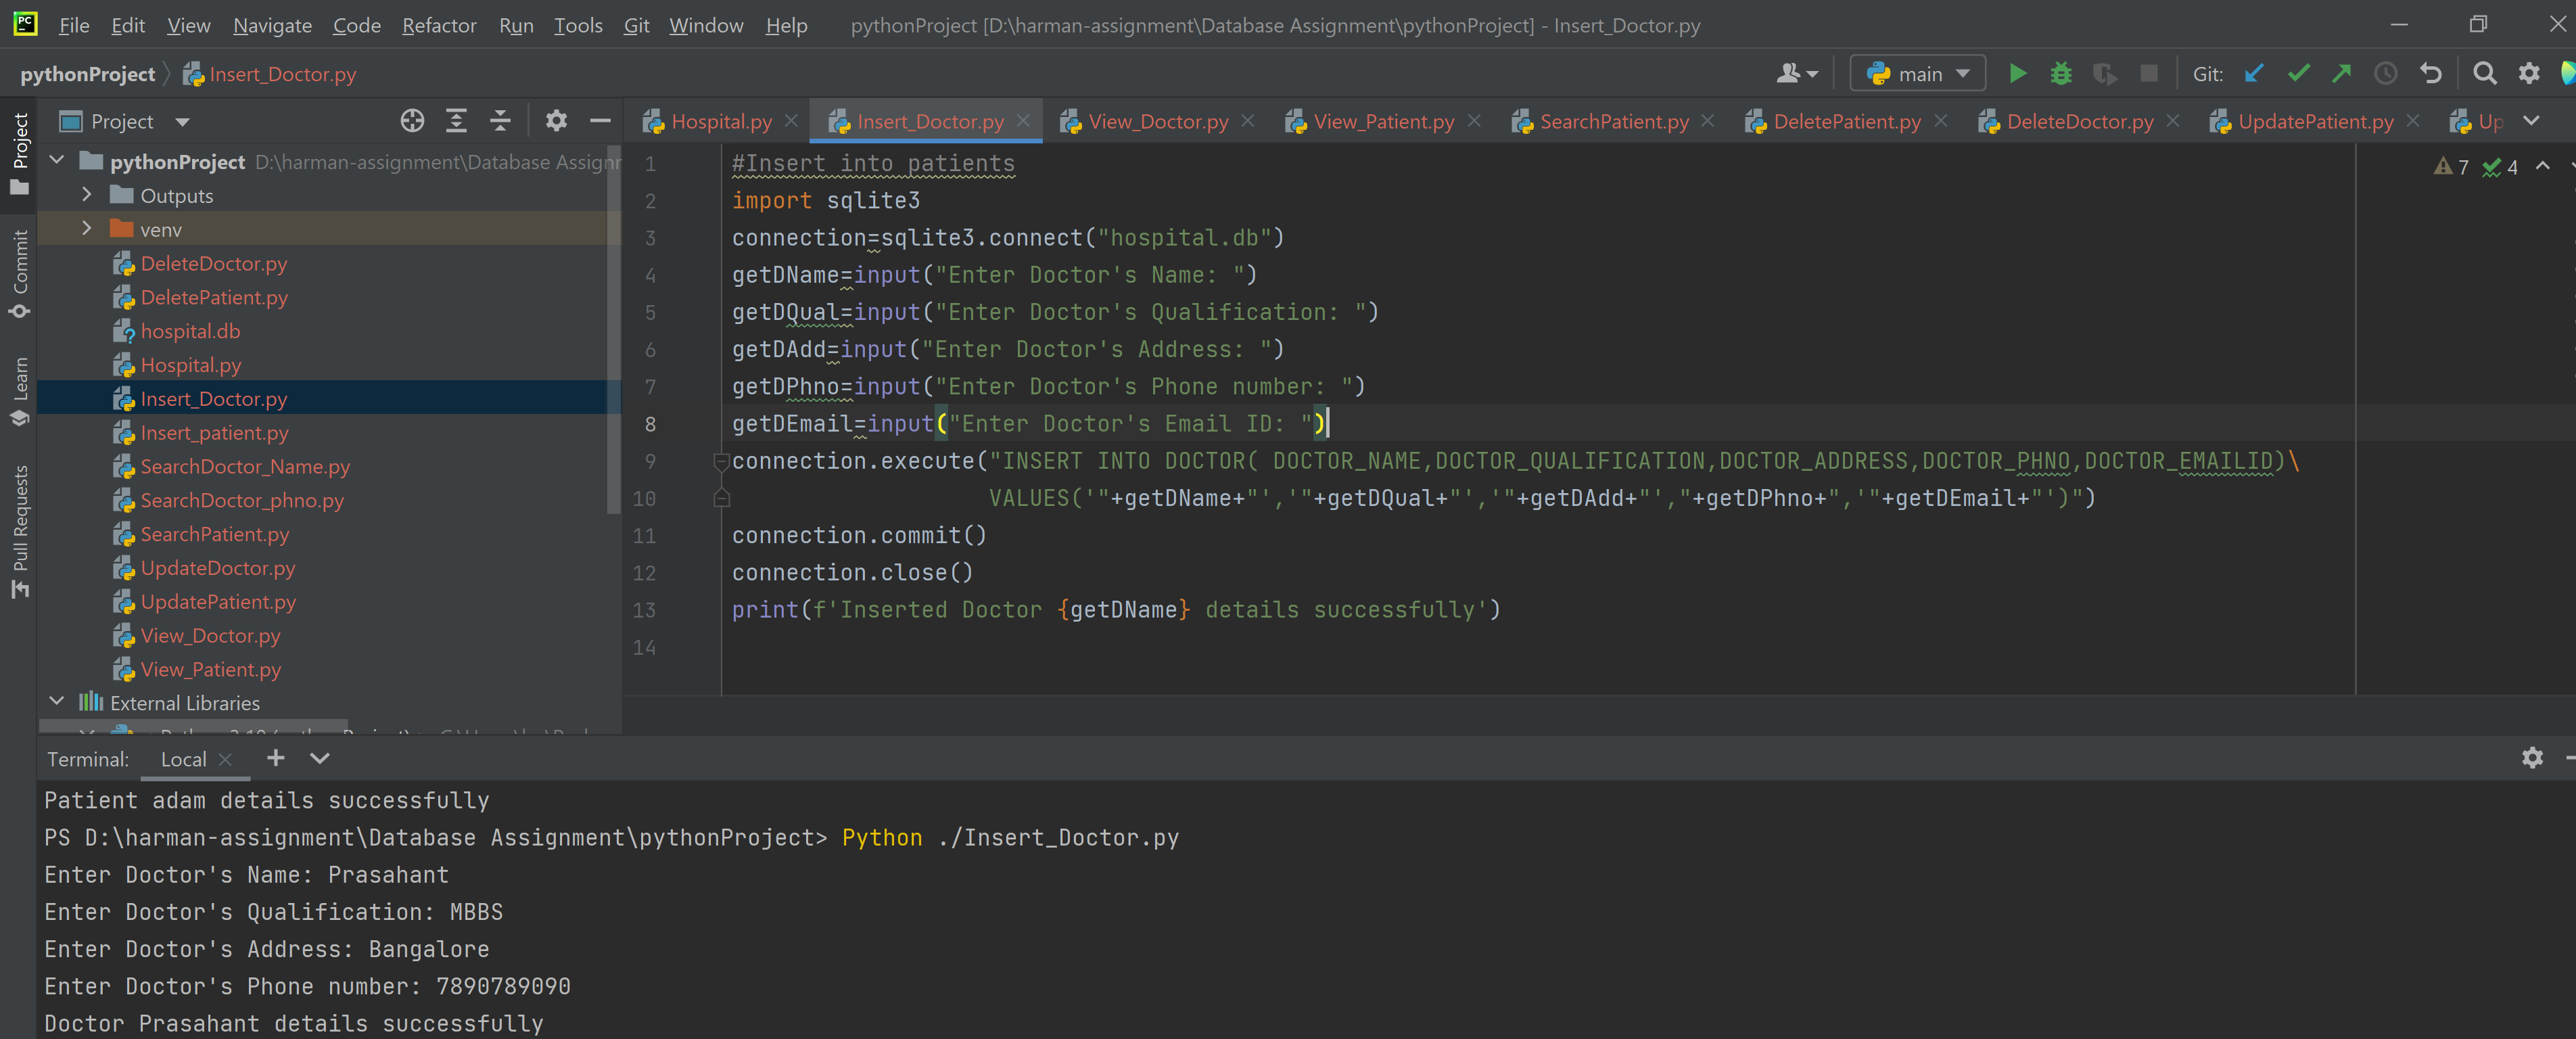 PC File Edit View Navigate Code Refactor Run Tools Git Window Help pythonProject [D:\harman-assignment\Database Assignment\pythonProject] - Insert_Doctor.py
pythonProject Insert_Doctor.py main Git:
Project
Hospital.py Insert_Doctor.py View_Doctor.py View_Patient.py SearchPatient.py DeletePatient.py DeleteDoctor.py UpdatePatient.py Up
Project
Commit
Learn
Pull Requests
pythonProject D:\harman-assignment\Database Assignm
Outputs
venv
DeleteDoctor.py
DeletePatient.py
hospital.db
Hospital.py
Insert_Doctor.py
Insert_patient.py
SearchDoctor_Name.py
SearchDoctor_phno.py
SearchPatient.py
UpdateDoctor.py
UpdatePatient.py
View_Doctor.py
View_Patient.py
External Libraries
7 4
1 #Insert into patients
2 import sqlite3
3 connection=sqlite3.connect("hospital.db")
4 getDName=input("Enter Doctor's Name: ")
5 getDQual=input("Enter Doctor's Qualification: ")
6 getDAdd=input("Enter Doctor's Address: ")
7 getDPhno=input("Enter Doctor's Phone number: ")
8 getDEmail=input("Enter Doctor's Email ID: ")
9 connection.execute("INSERT INTO DOCTOR( DOCTOR_NAME,DOCTOR_QUALIFICATION,DOCTOR_ADDRESS,DOCTOR_PHNO,DOCTOR_EMAILID)\
10 VALUES('"+getDName+"','"+getDQual+"','"+getDAdd+"',"+getDPhno+",'"+getDEmail+"')")
11 connection.commit()
12 connection.close()
13 print(f'Inserted Doctor {getDName} details successfully')
14
Terminal: Local
Patient adam details successfully
PS D:\harman-assignment\Database Assignment\pythonProject> Python ./Insert_Doctor.py
Enter Doctor's Name: Prasahant
Enter Doctor's Qualification: MBBS
Enter Doctor's Address: Bangalore
Enter Doctor's Phone number: 7890789090
Doctor Prasahant details successfully